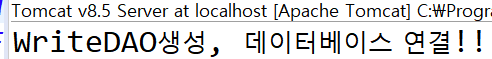 Tomcat v8.5 Server at localhost [Apache Tomcat] C:₩Progra
WriteDAO생성, 데이터베이스 연결!!